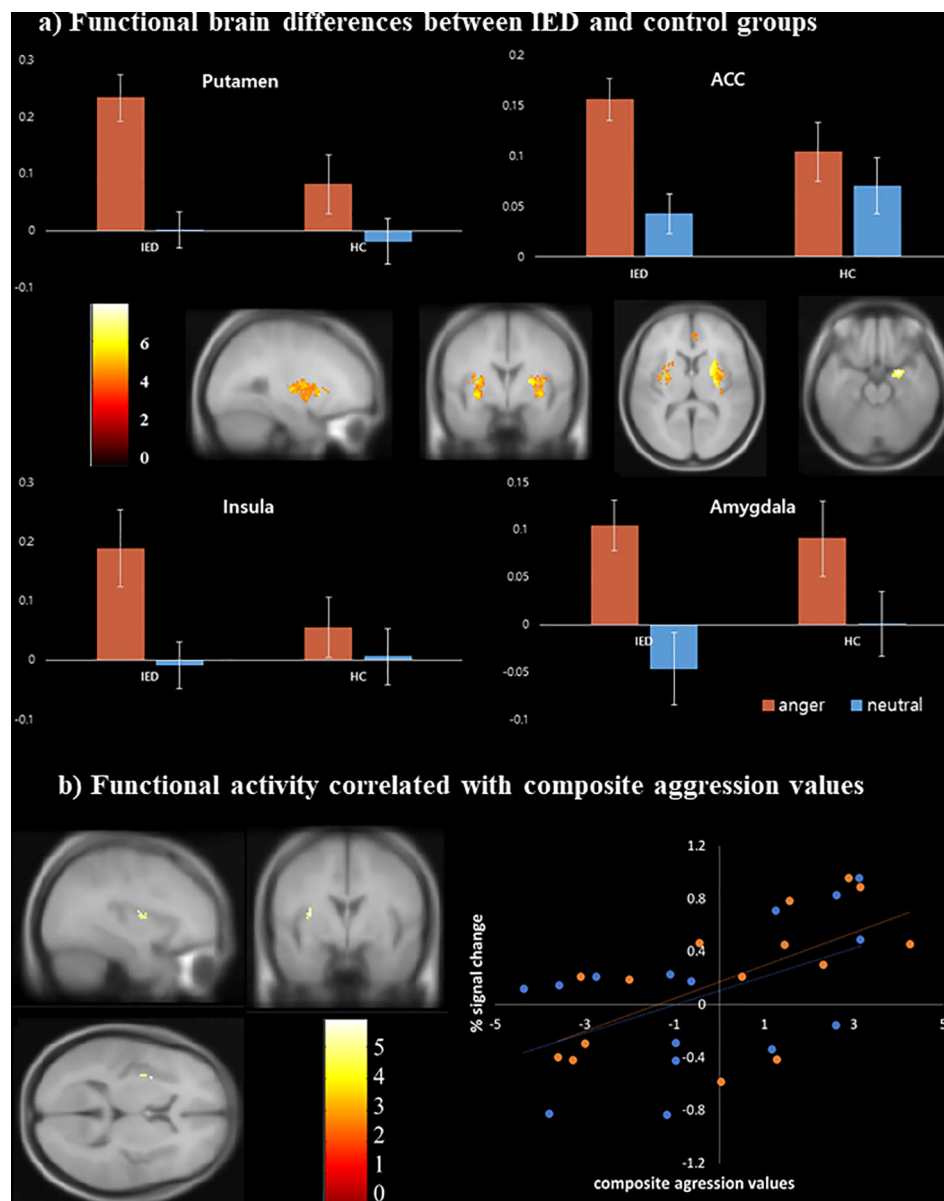 a) Functional brain differences between IED and control groups
0.3
0.2
0.1
0
-0.1
Putamen
IED
HC
0.2
0.15
0.1
0.05
0
ACC
IED
HC
6
4
2
0
0.3
0.2
0.1
0
-0.1
Insula
IED
HC
0.15
0.1
0.05
0
-0.05
-0.1
Amygdala
IED
HC
anger
neutral
b) Functional activity correlated with composite aggression values
5
4
3
2
1
0
% signal change
1.2
0.8
0.4
0
-0.4
-0.8
-1.2
-5
-3
-1
1
3
5
composite agression values